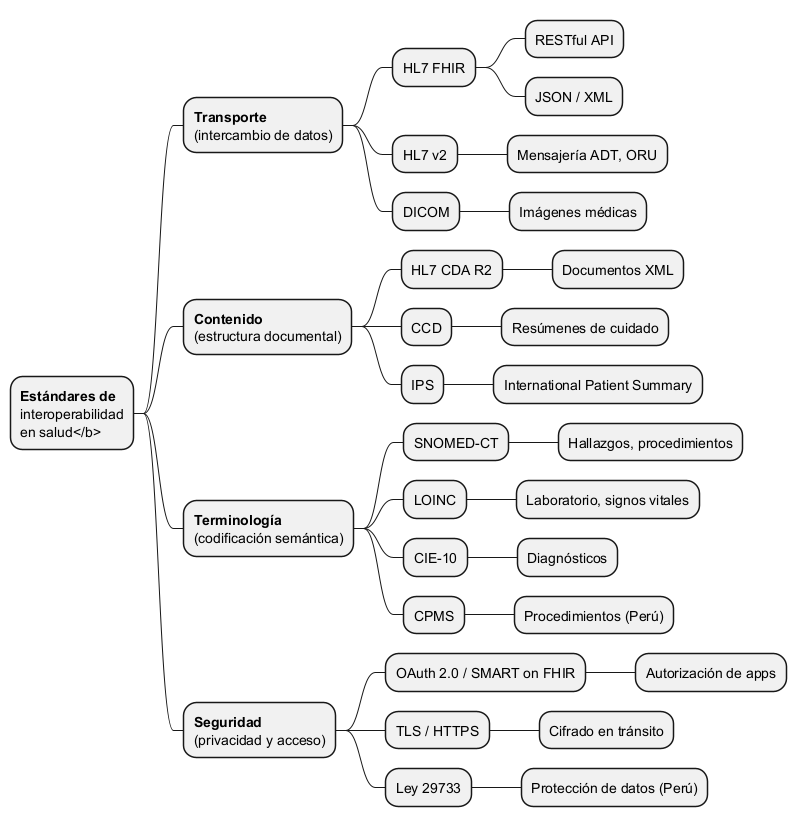 Estándares de
interoperabilidad
en salud</b>
Transporte
(intercambio de datos)
HL7 FHIR
RESTful API
JSON / XML
HL7 v2
Mensajería ADT, ORU
DICOM
Imágenes médicas
Contenido
(estructura documental)
HL7 CDA R2
Documentos XML
CCD
Resúmenes de cuidado
IPS
International Patient Summary
Terminología
(codificación semántica)
SNOMED-CT
Hallazgos, procedimientos
LOINC
Laboratorio, signos vitales
CIE-10
Diagnósticos
CPMS
Procedimientos (Perú)
Seguridad
(privacidad y acceso)
OAuth 2.0 / SMART on FHIR
Autorización de apps
TLS / HTTPS
Cifrado en tránsito
Ley 29733
Protección de datos (Perú)